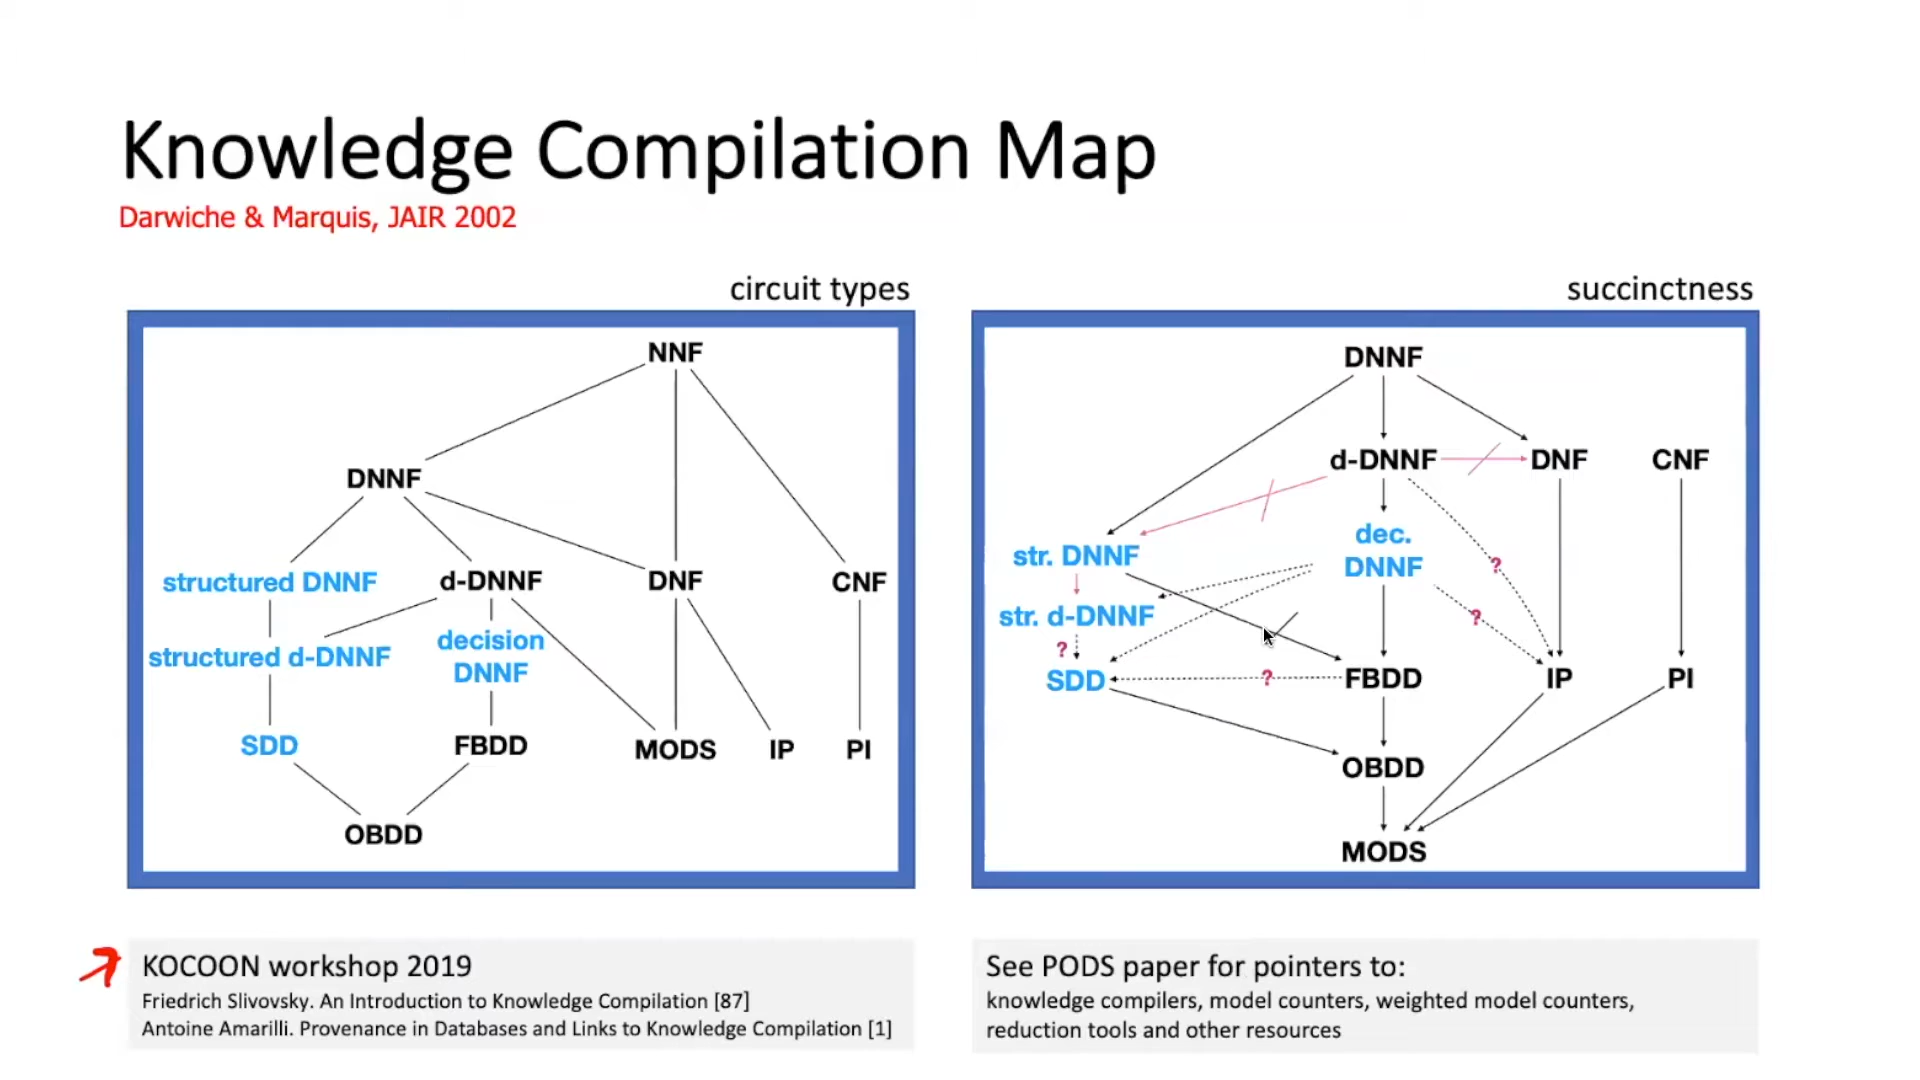 Knowledge Compilation Map
Darwiche & Marquis, JAIR 2002
circuit types
NNF
DNNF
structured DNNF
d-DNNF
DNF
CNF
structured d-DNNF
decision
DNNF
SDD
FBDD
MODS
IP
PI
OBDD
succinctness
DNNF
d-DNNF
DNF
CNF
dec.
DNNF
str. DNNF
?
str. d-DNNF
?
?
SDD
?
FBDD
IP
PI
OBDD
MODS
KOCOON workshop 2019
Friedrich Slivovsky. An Introduction to Knowledge Compilation [87]
Antoine Amarilli. Provenance in Databases and Links to Knowledge Compilation [1]
See PODS paper for pointers to:
knowledge compilers, model counters, weighted model counters,
reduction tools and other resources